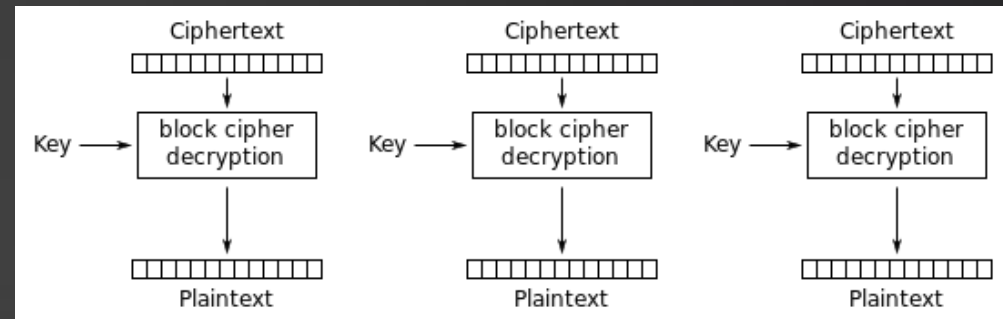 Ciphertext Ciphertext Ciphertext
Key block cipher decryption Key block cipher decryption Key block cipher decryption
Plaintext Plaintext Plaintext